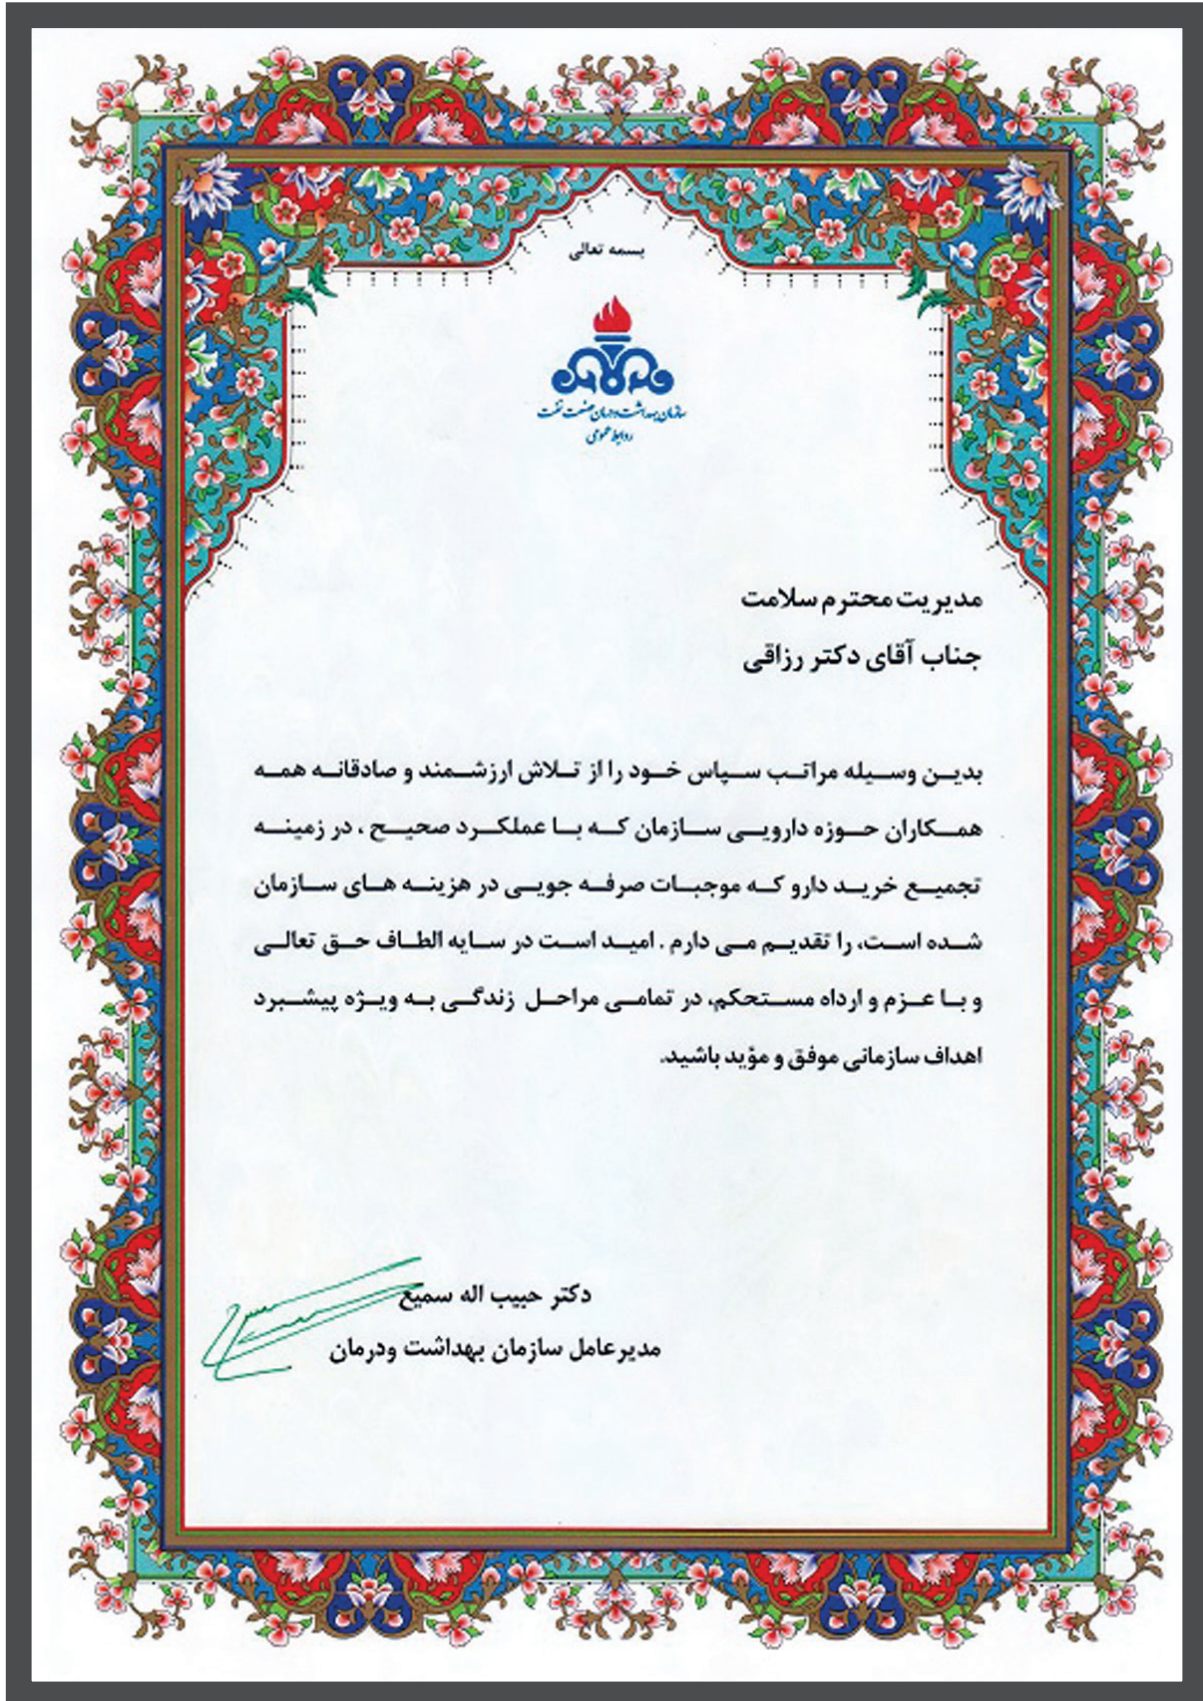 بسمه تعالی
سازمان بهداشت و درمان صنعت نفت
روابط عمومی
مدیریت محترم سلامت
جناب آقای دکتر رزاقی
بدین وسیله مراتب سپاس خود را از تلاش ارزشمند و صادقانه همه
همکاران حوزه دارویی سازمان که با عملکرد صحیح ، در زمینه
تجمیع خرید دارو که موجبات صرفه جویی در هزینه های سازمان
شده است، را تقدیم می دارم . امید است در سایه الطاف حق تعالی
و با عزم و ارداه مستحکم، در تمامی مراحل زندگی به ویژه پیشبرد
اهداف سازمانی موفق و مؤید باشید.
دکتر حبیب اله سمیع
مدیرعامل سازمان بهداشت ودرمان